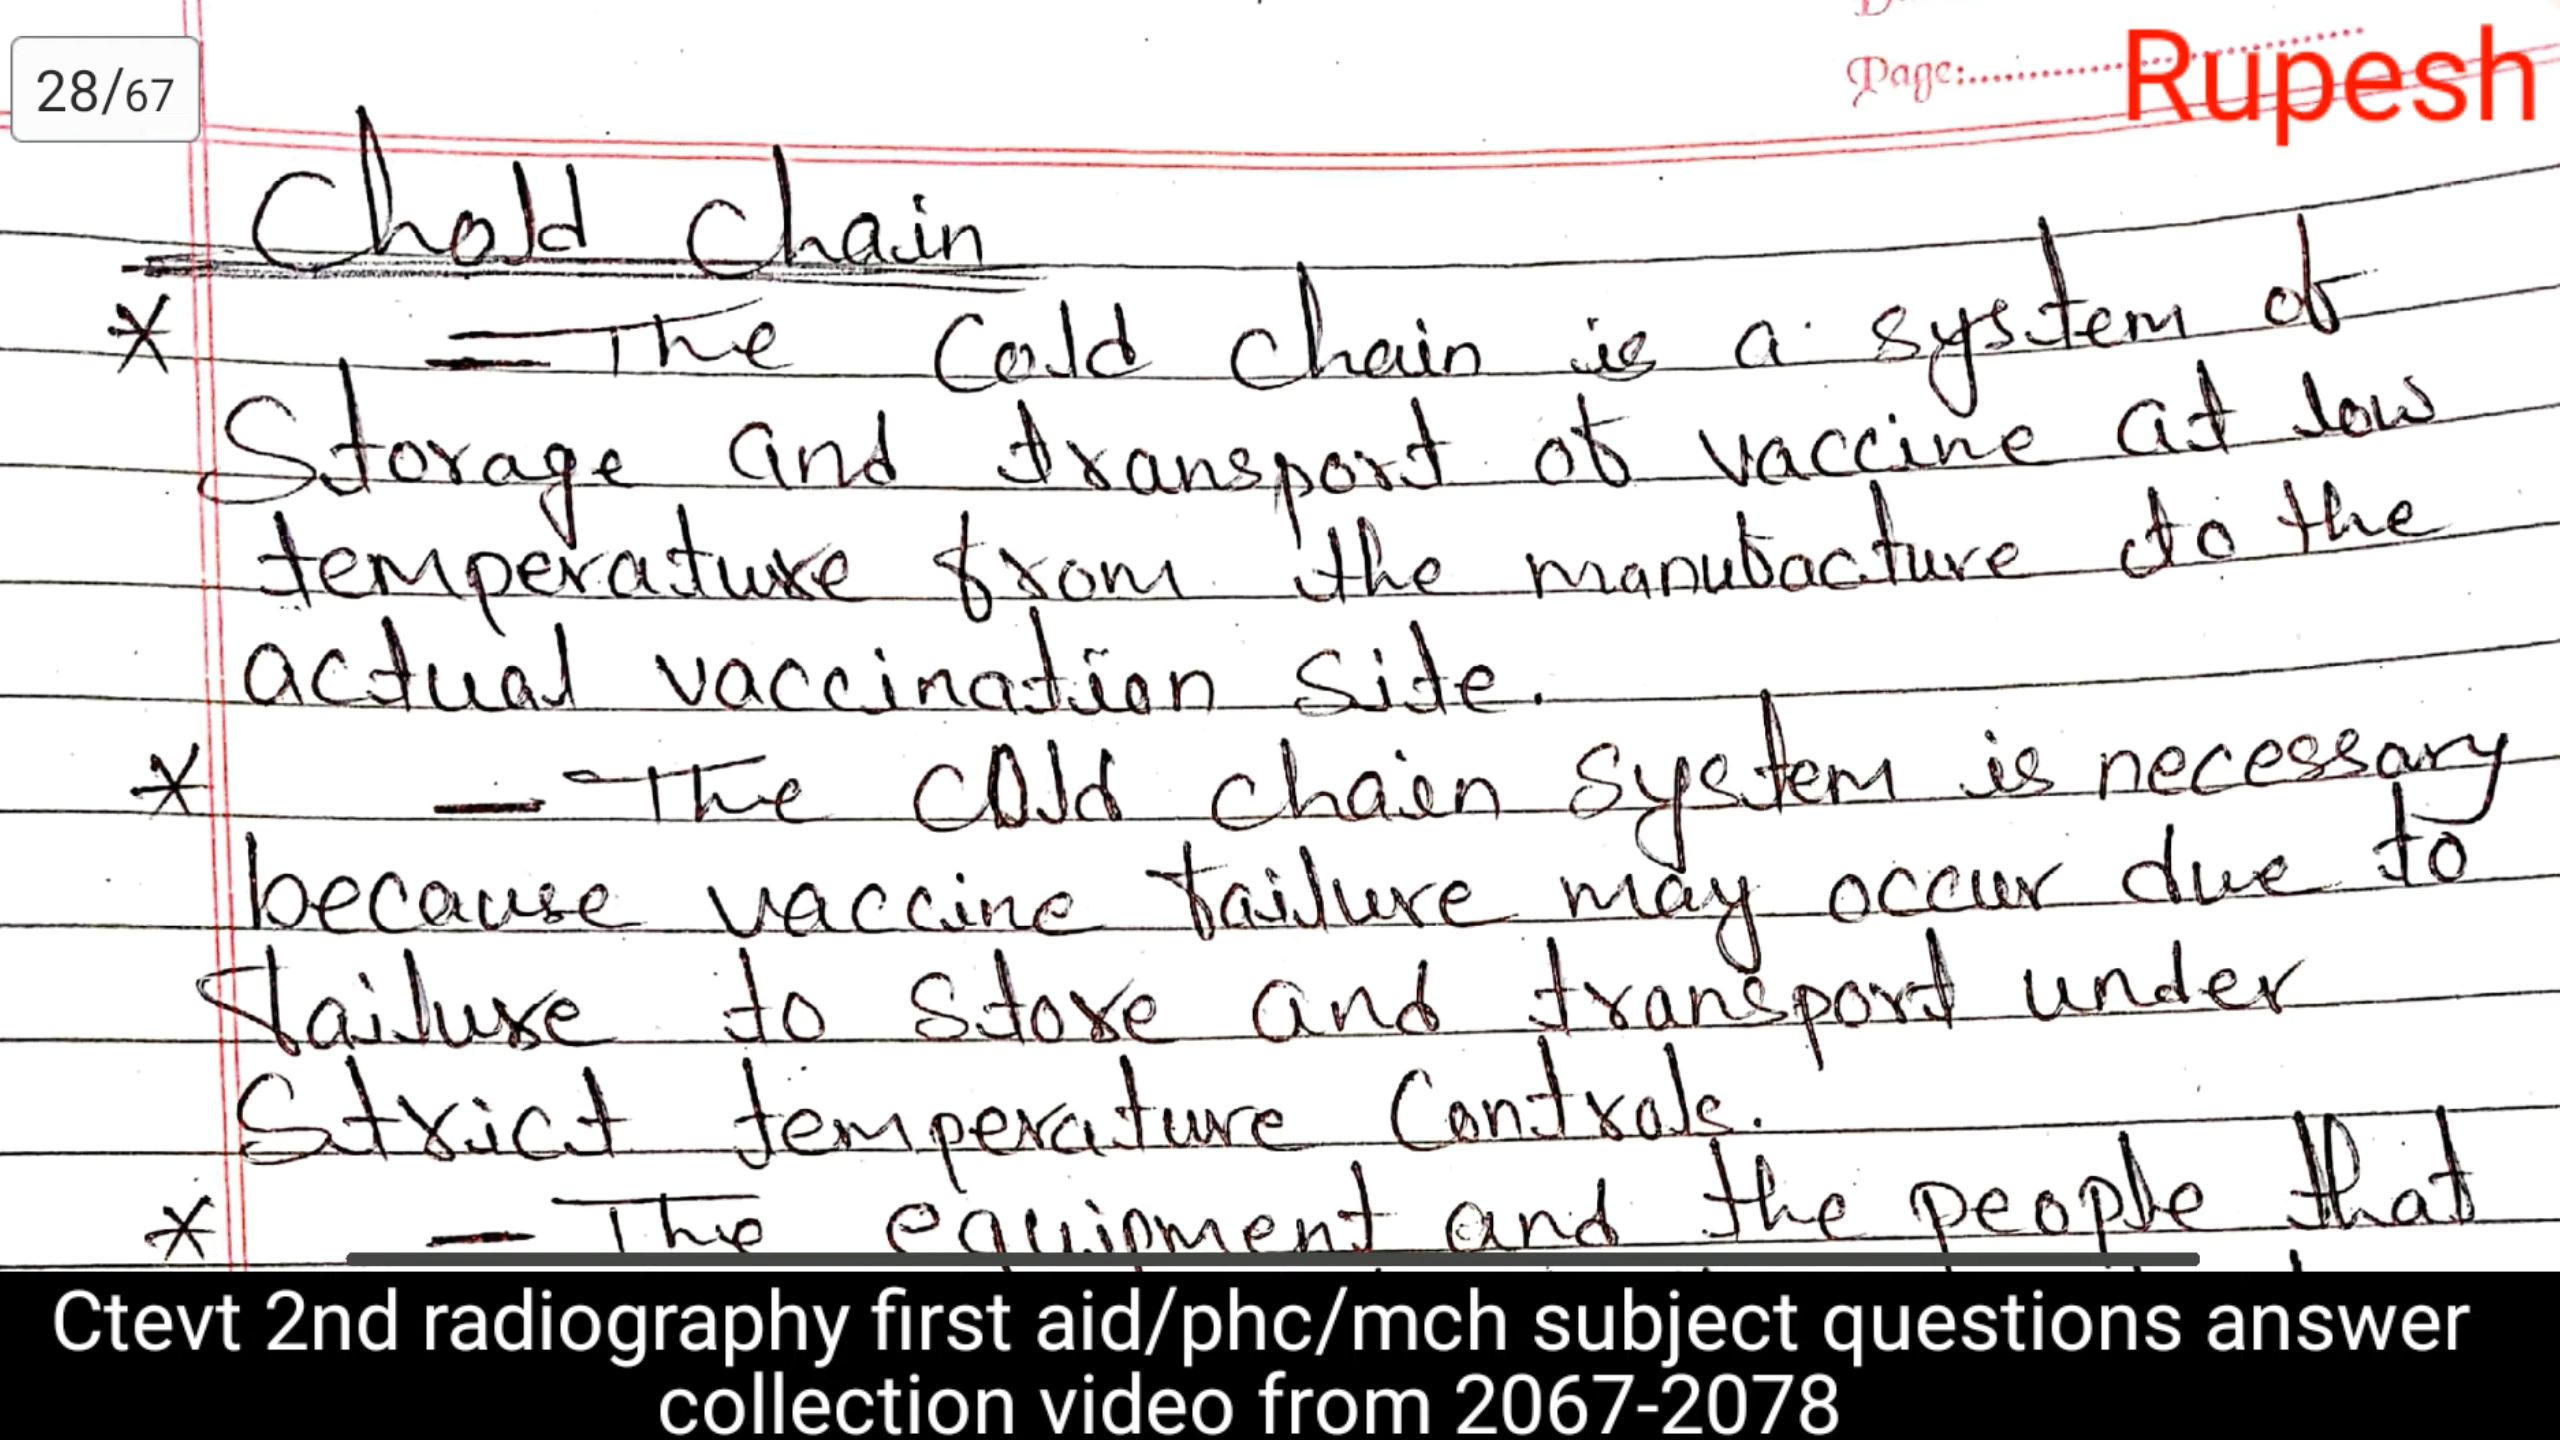 28/67
Page:
Rupesh
Chold Chain
* = The Cold Chain is a system of
Storage and transport of vaccine at low
temperature from the manufacture to the
actual vaccination site.
* - The Cold chain system is necessary
because vaccine failure may occur due to
failure to store and transport under
Strict temperature Controls.
* - The equipment and the people that
Ctevt 2nd radiography first aid/phc/mch subject questions answer
collection video from 2067-2078